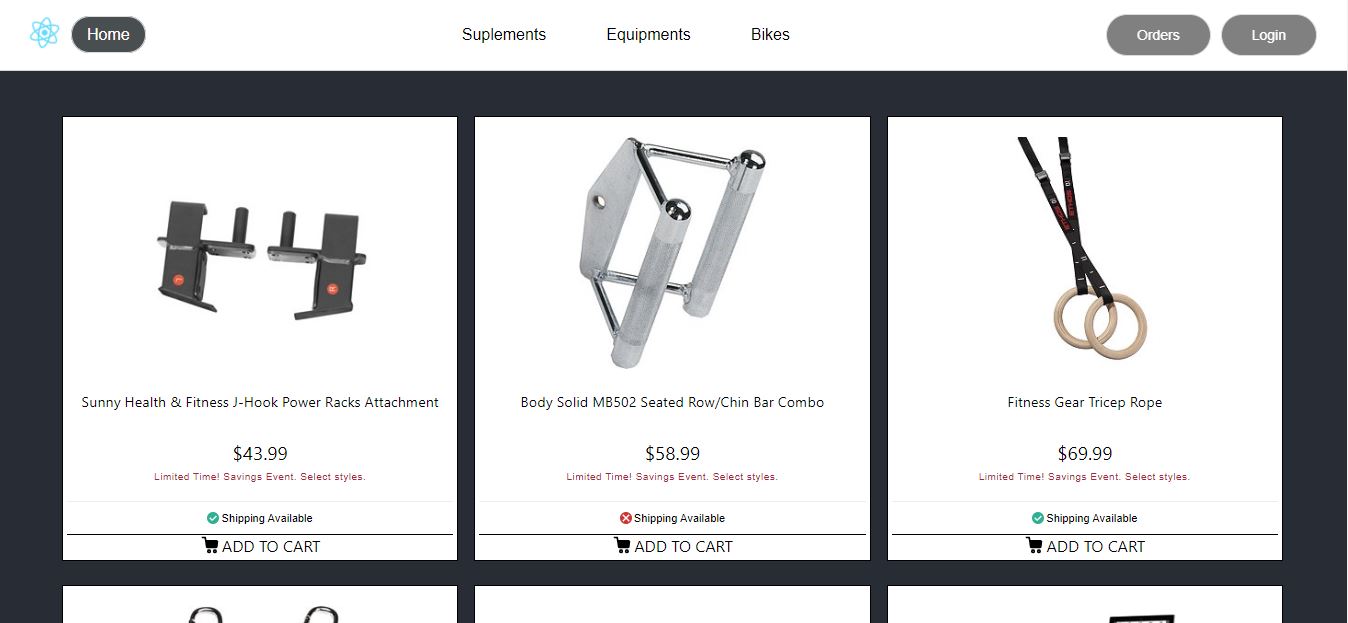 Home
Suplements
Equipments
Bikes
Orders
Login
ETHOS
ETHOS
Sunny Health & Fitness J-Hook Power Racks Attachment
Body Solid MB502 Seated Row/Chin Bar Combo
Fitness Gear Tricep Rope
$43.99
$58.99
$69.99
Limited Time! Savings Event. Select styles.
Limited Time! Savings Event. Select styles.
Limited Time! Savings Event. Select styles.
Shipping Available
Shipping Available
Shipping Available
ADD TO CART
ADD TO CART
ADD TO CART